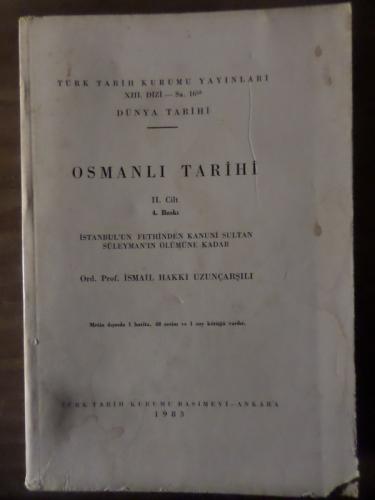 TÜRK TARİH KURUMU YAYINLARI
XIII. DİZİ — Sa. 16
DÜNYA TARİHİ
OSMANLI TARİHİ
II. Cilt
4. Baskı
İSTANBUL'UN FETHİNDEN KANUNÎ SULTAN
SÜLEYMAN'IN ÖLÜMÜNE KADAR
Ord. Prof. İSMAİL HAKKI UZUNÇARŞILI
Metin dışında 1 harita, 40 resim ve 1 soy kütüğü vardır.
TÜRK TARİH KURUMU BASIMEVİ—ANKARA
1983